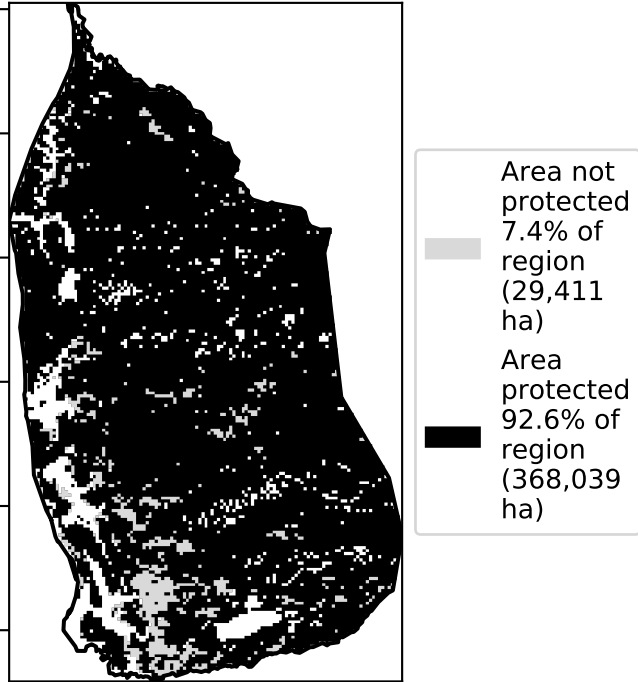 Area not
protected
7.4% of
region
(29,411
ha)
Area
protected
92.6% of
region
(368,039
ha)